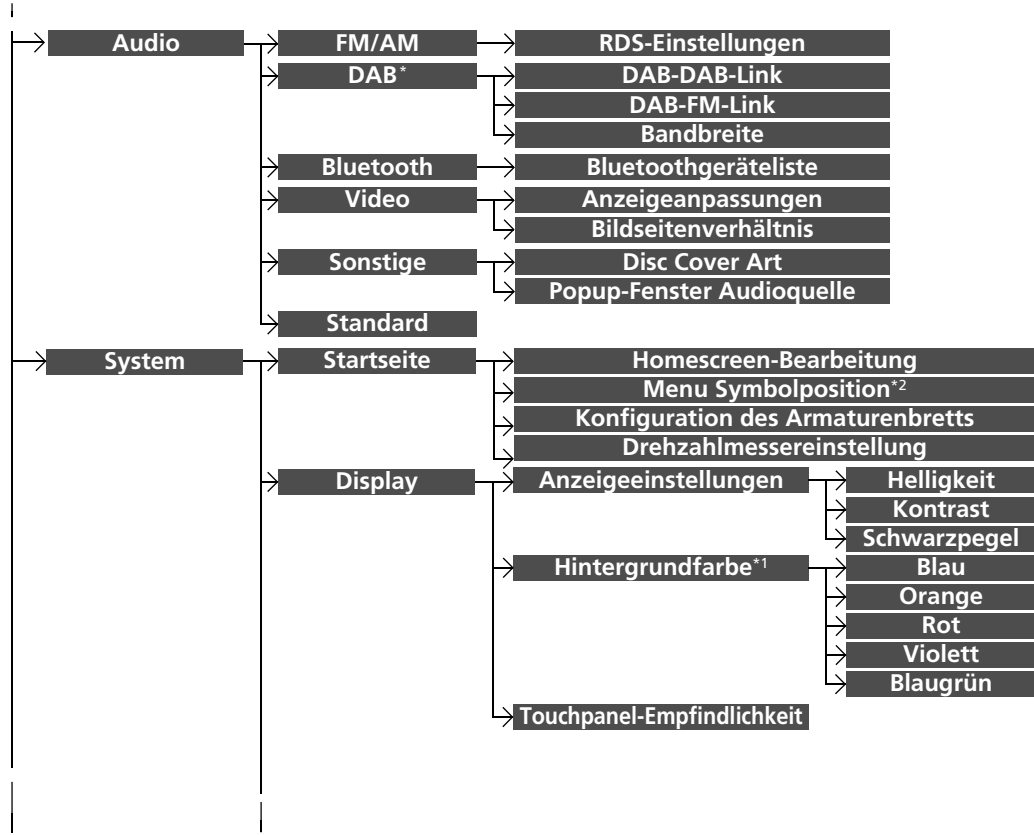 Audio
FM/AM
RDS-Einstellungen
DAB*
DAB-DAB-Link
DAB-FM-Link
Bandbreite
Bluetooth
Bluetoothgeräteliste
Video
Anzeigeanpassungen
Bildseitenverhältnis
Sonstige
Disc Cover Art
Popup-Fenster Audioquelle
Standard
System
Startseite
Homescreen-Bearbeitung
Menu Symbolposition*2
Konfiguration des Armaturenbretts
Drehzahlmessereinstellung
Display
Anzeigeeinstellungen
Helligkeit
Kontrast
Schwarzpegel
Hintergrundfarbe*1
Blau
Orange
Rot
Violett
Blaugrün
Touchpanel-Empfindlichkeit